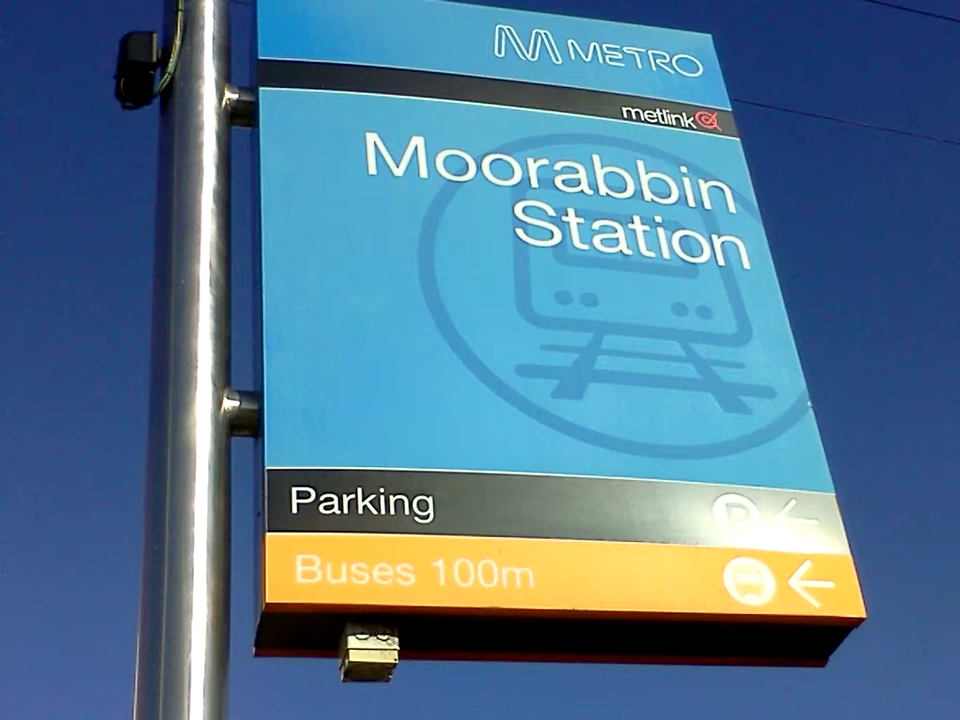 METRO
metlink
Moorabbin
Station
Parking P
Buses 100m